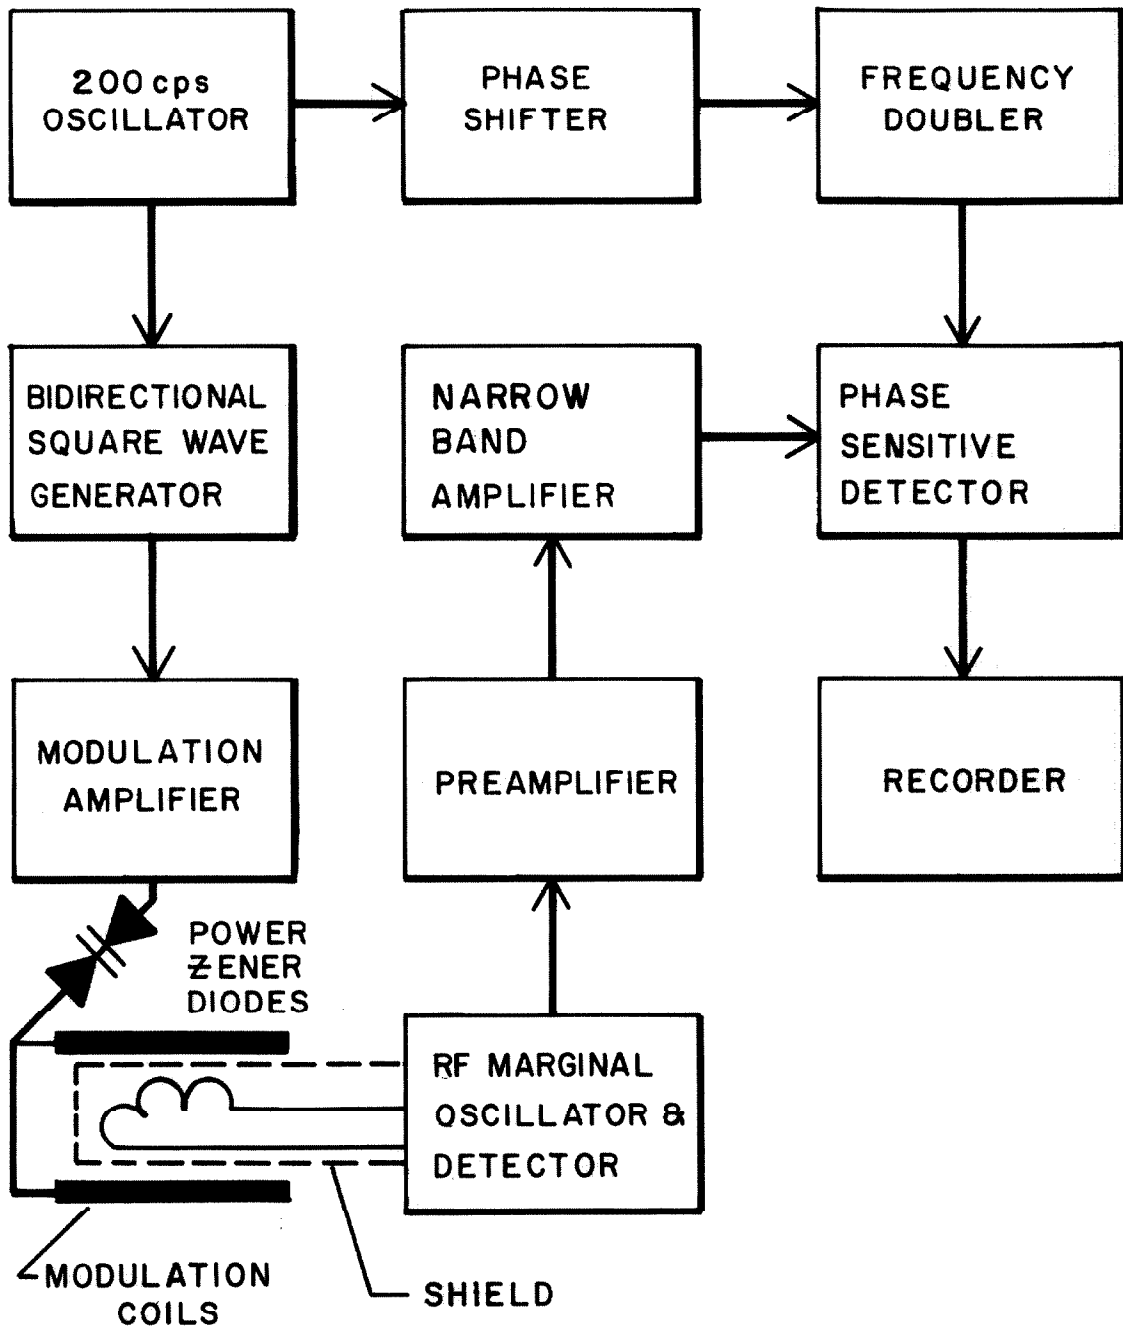 200 cps
OSCILLATOR
PHASE
SHIFTER
FREQUENCY
DOUBLER
BIDIRECTIONAL
SQUARE WAVE
GENERATOR
NARROW
BAND
AMPLIFIER
PHASE
SENSITIVE
DETECTOR
MODULATION
AMPLIFIER
PREAMPLIFIER
RECORDER
POWER
ZENER
DIODES
RF MARGINAL
OSCILLATOR &
DETECTOR
MODULATION
COILS
SHIELD